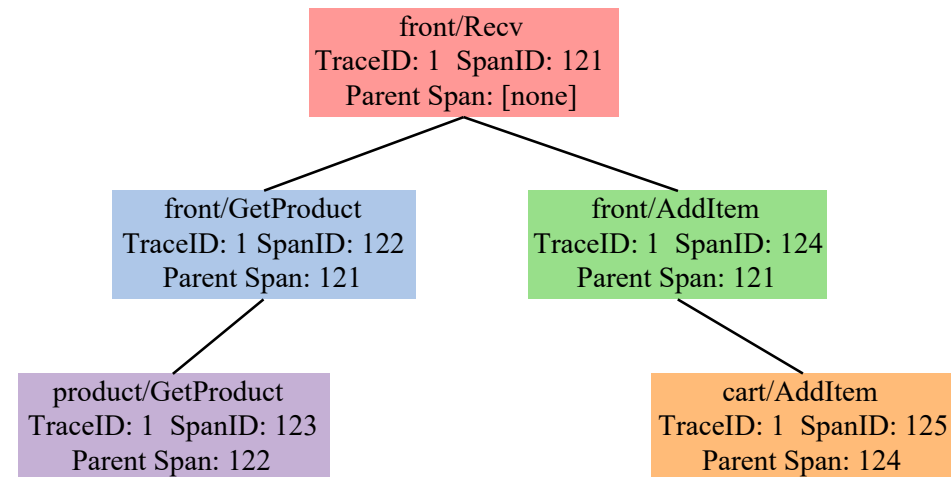 front/Recv
TraceID: 1  SpanID: 121
Parent Span: [none]
front/GetProduct
TraceID: 1 SpanID: 122
Parent Span: 121
front/AddItem
TraceID: 1  SpanID: 124
Parent Span: 121
product/GetProduct
TraceID: 1  SpanID: 123
Parent Span: 122
cart/AddItem
TraceID: 1  SpanID: 125
Parent Span: 124